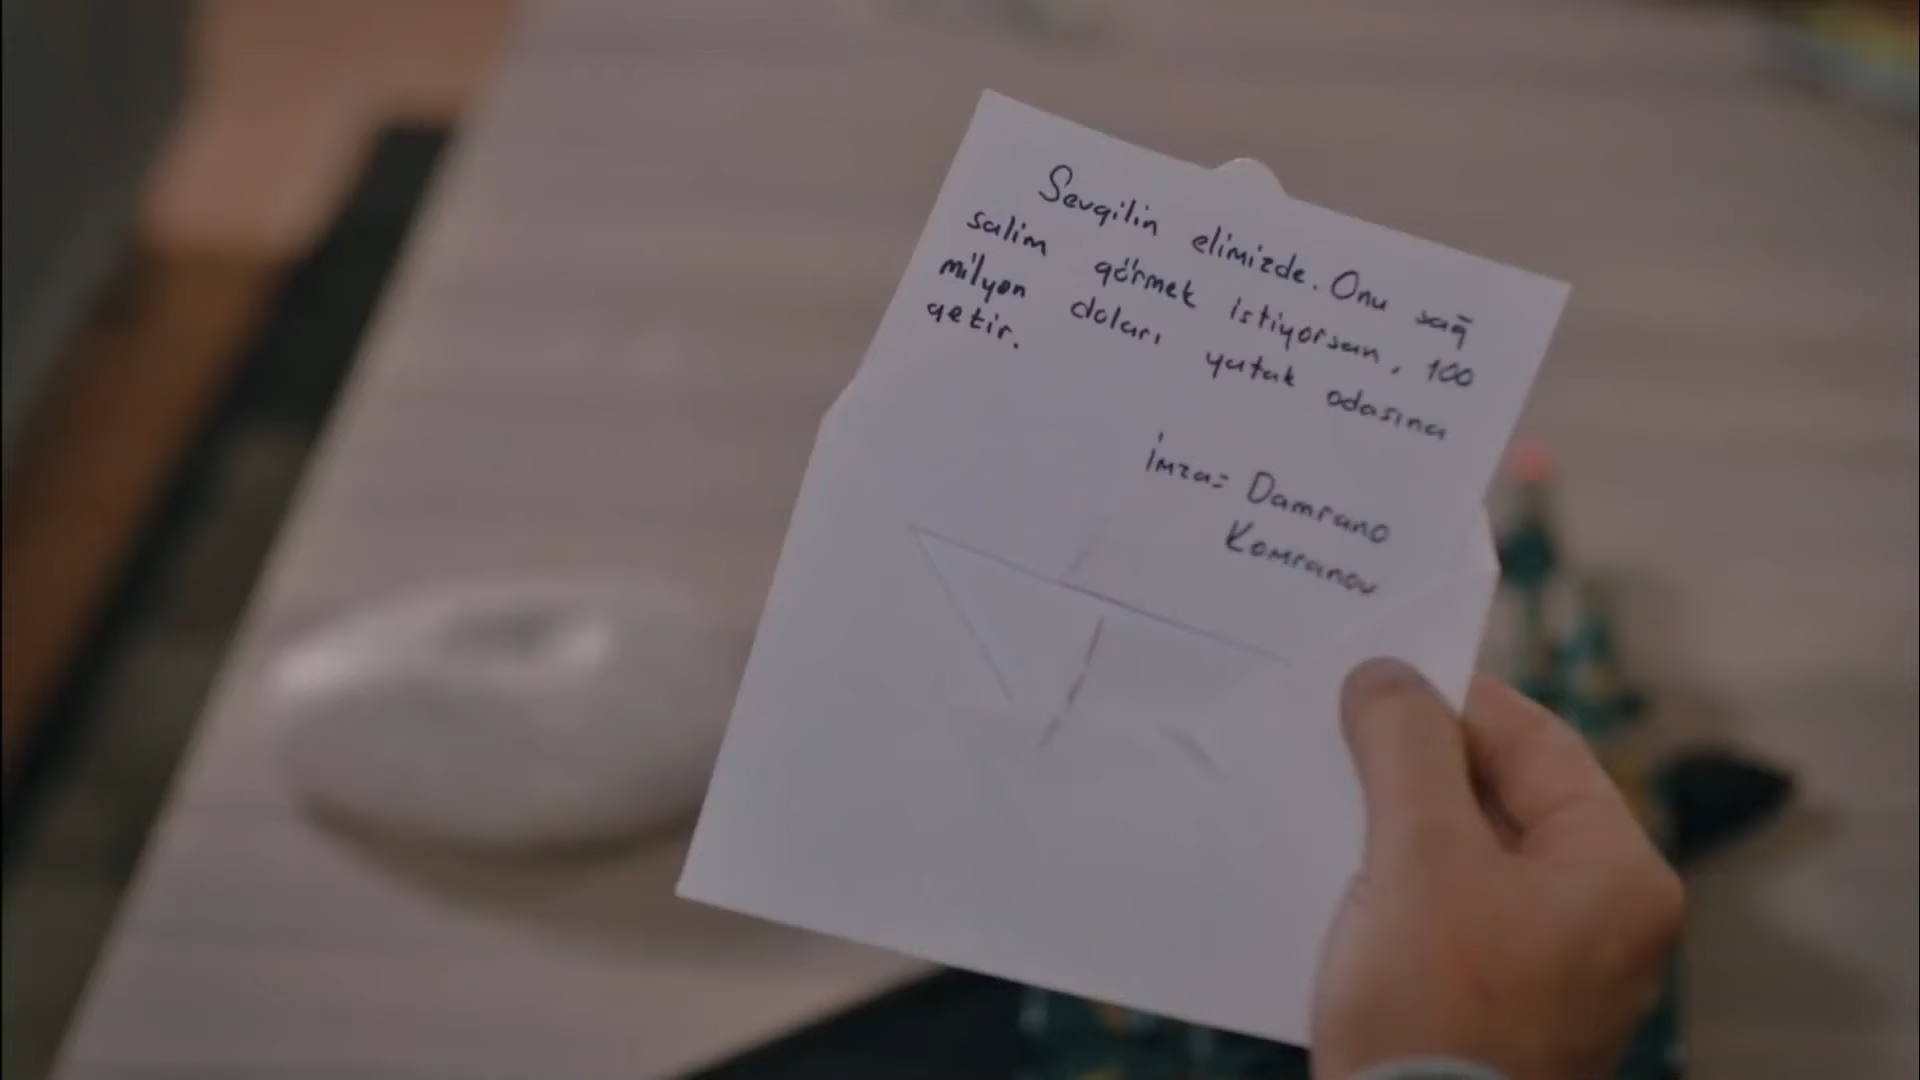 Sevgilin elimizde. Onu sağ
salim görmek istiyorsan, 100
milyon doları yatak odasına
getir.
İmza= Damrano
Komranov